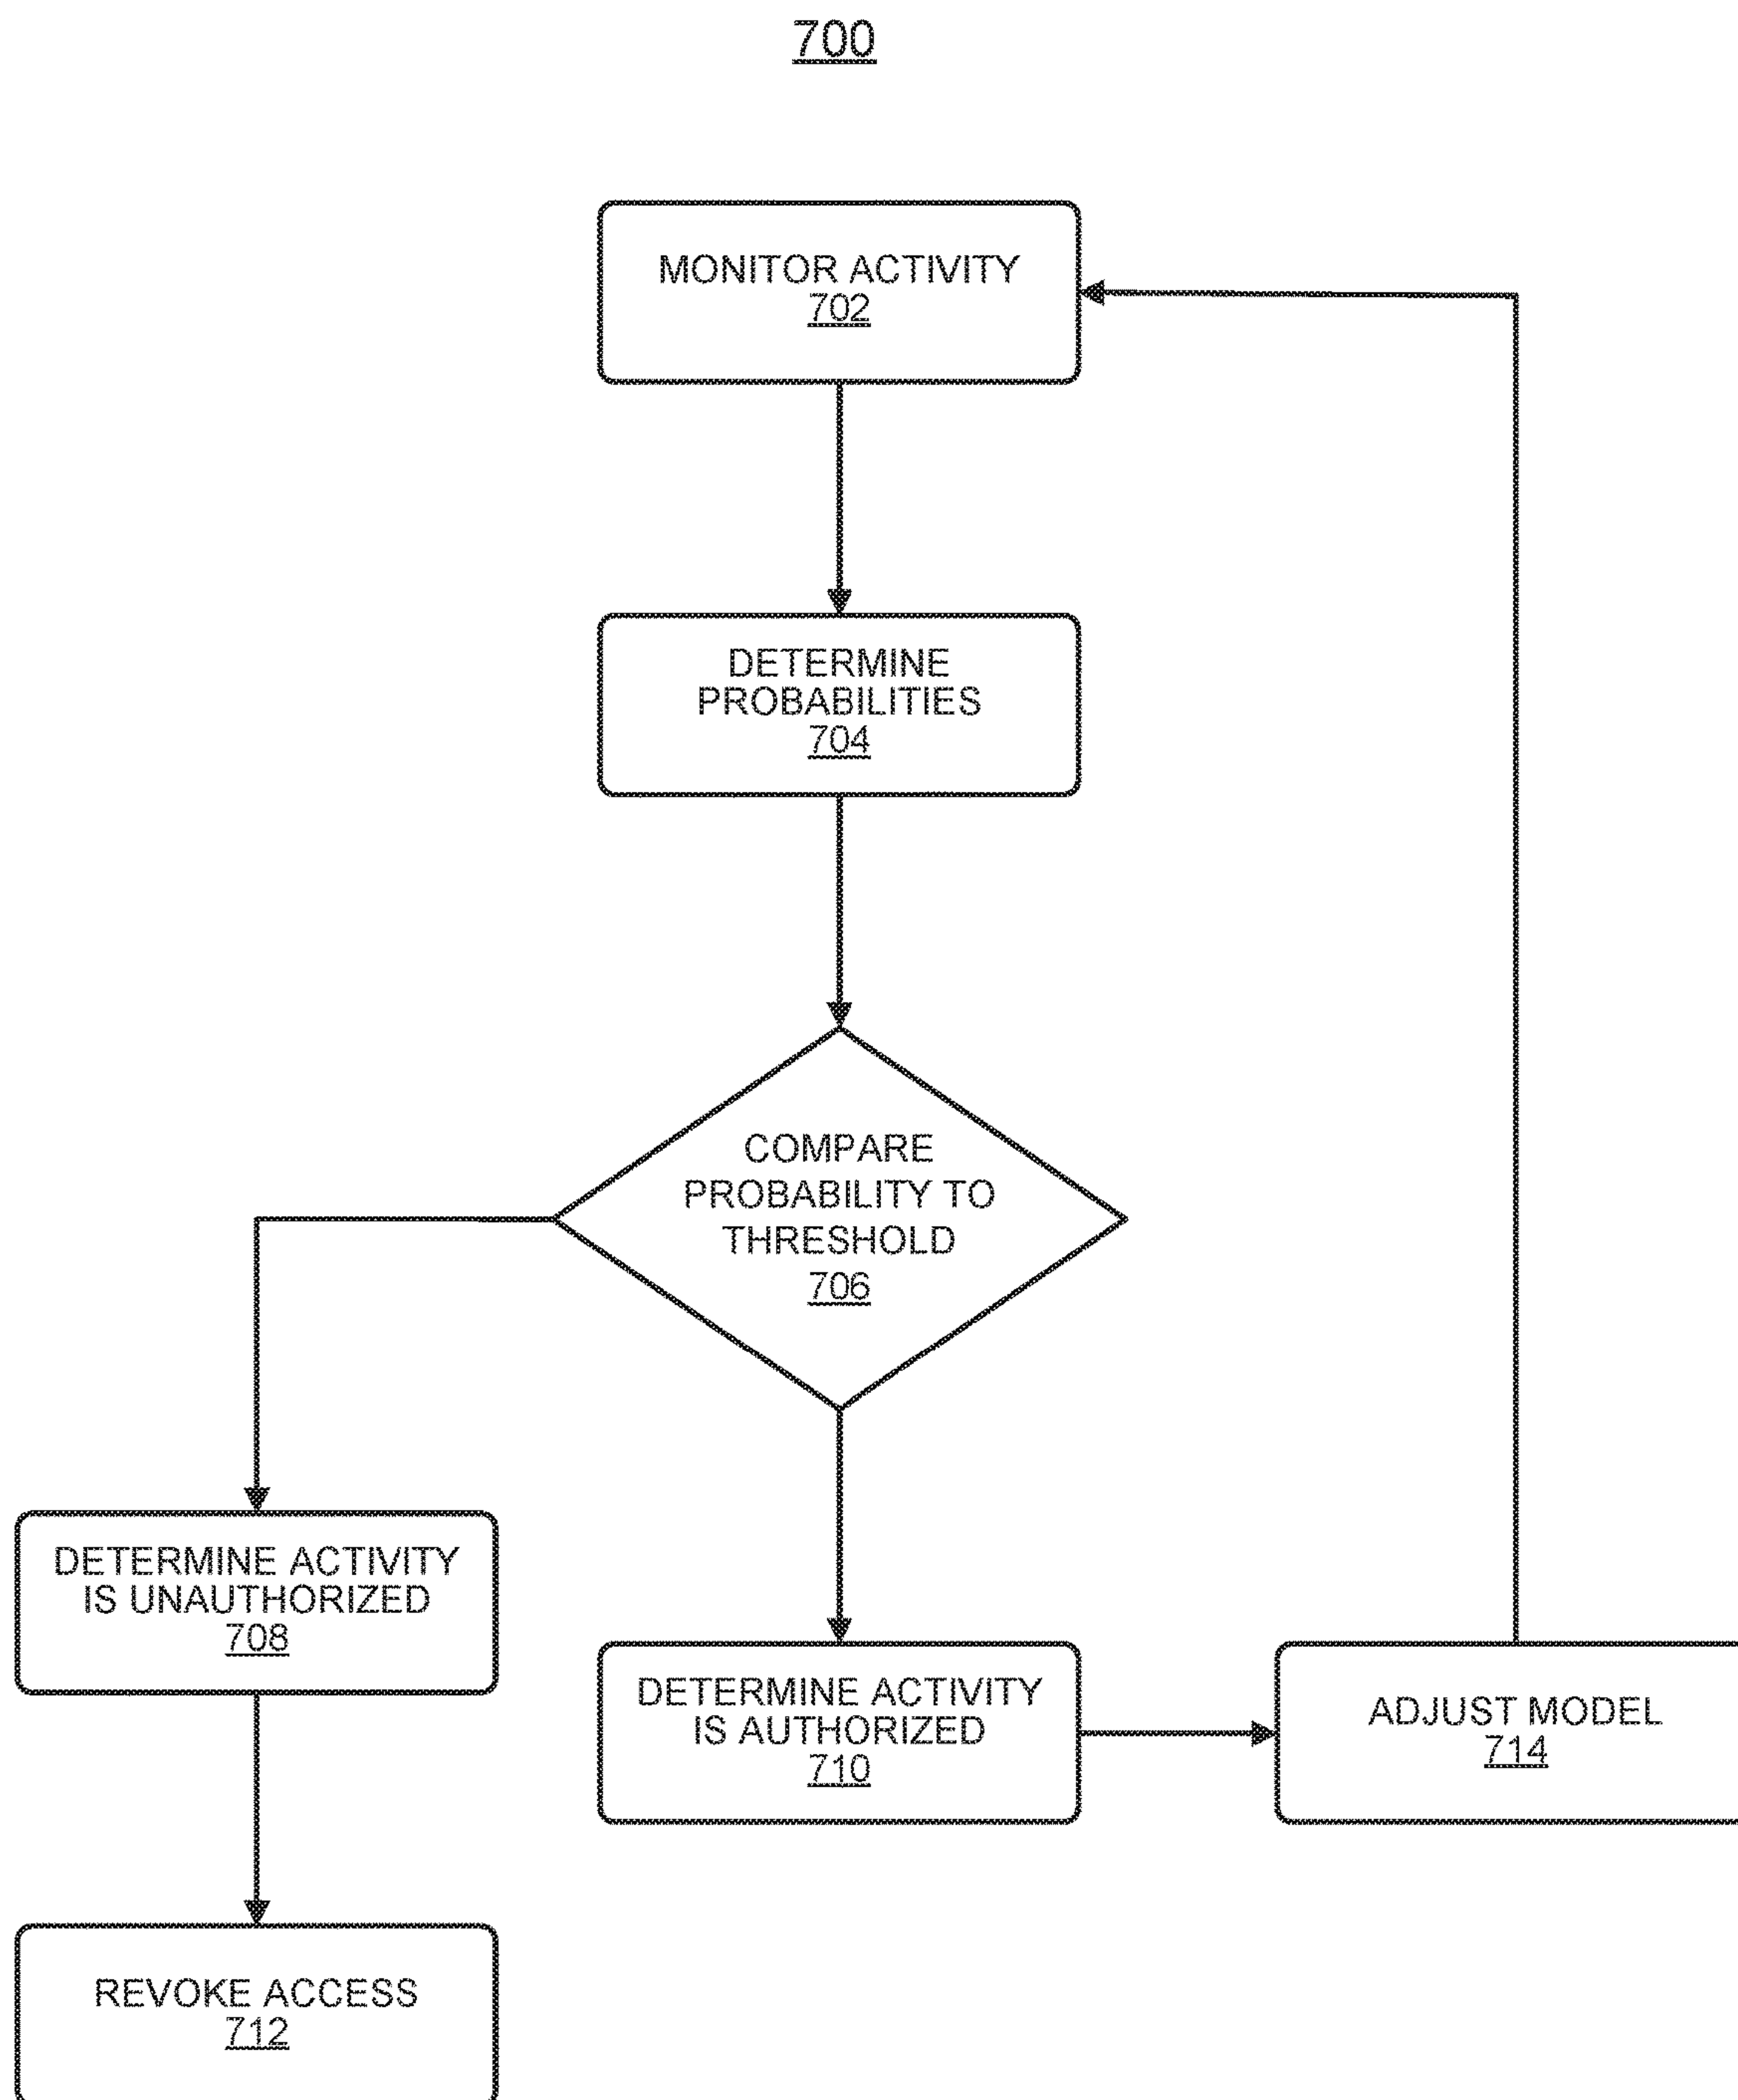 700
MONITOR ACTIVITY
702
DETERMINE
PROBABILITIES
704
COMPARE
PROBABILITY TO
THRESHOLD
706
DETERMINE ACTIVITY
IS UNAUTHORIZED
708
DETERMINE ACTIVITY
IS AUTHORIZED
710
ADJUST MODEL
714
REVOKE ACCESS
712